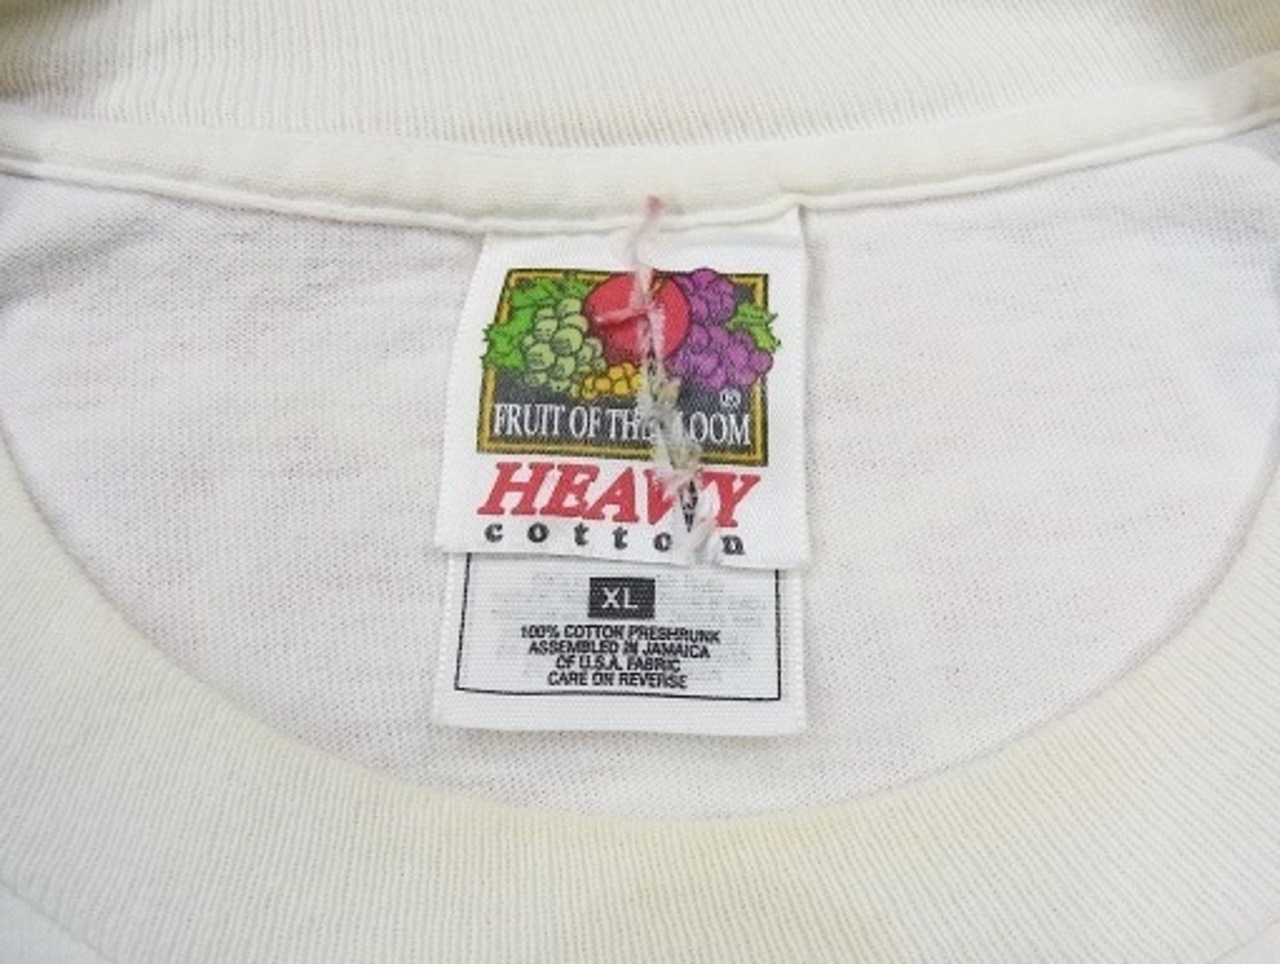 ®
FRUIT OF THE LOOM
HEAVY
cotton
XL
100% COTTON PRESHRUNK
ASSEMBLED IN JAMAICA
OF U.S.A. FABRIC
CARE ON REVERSE